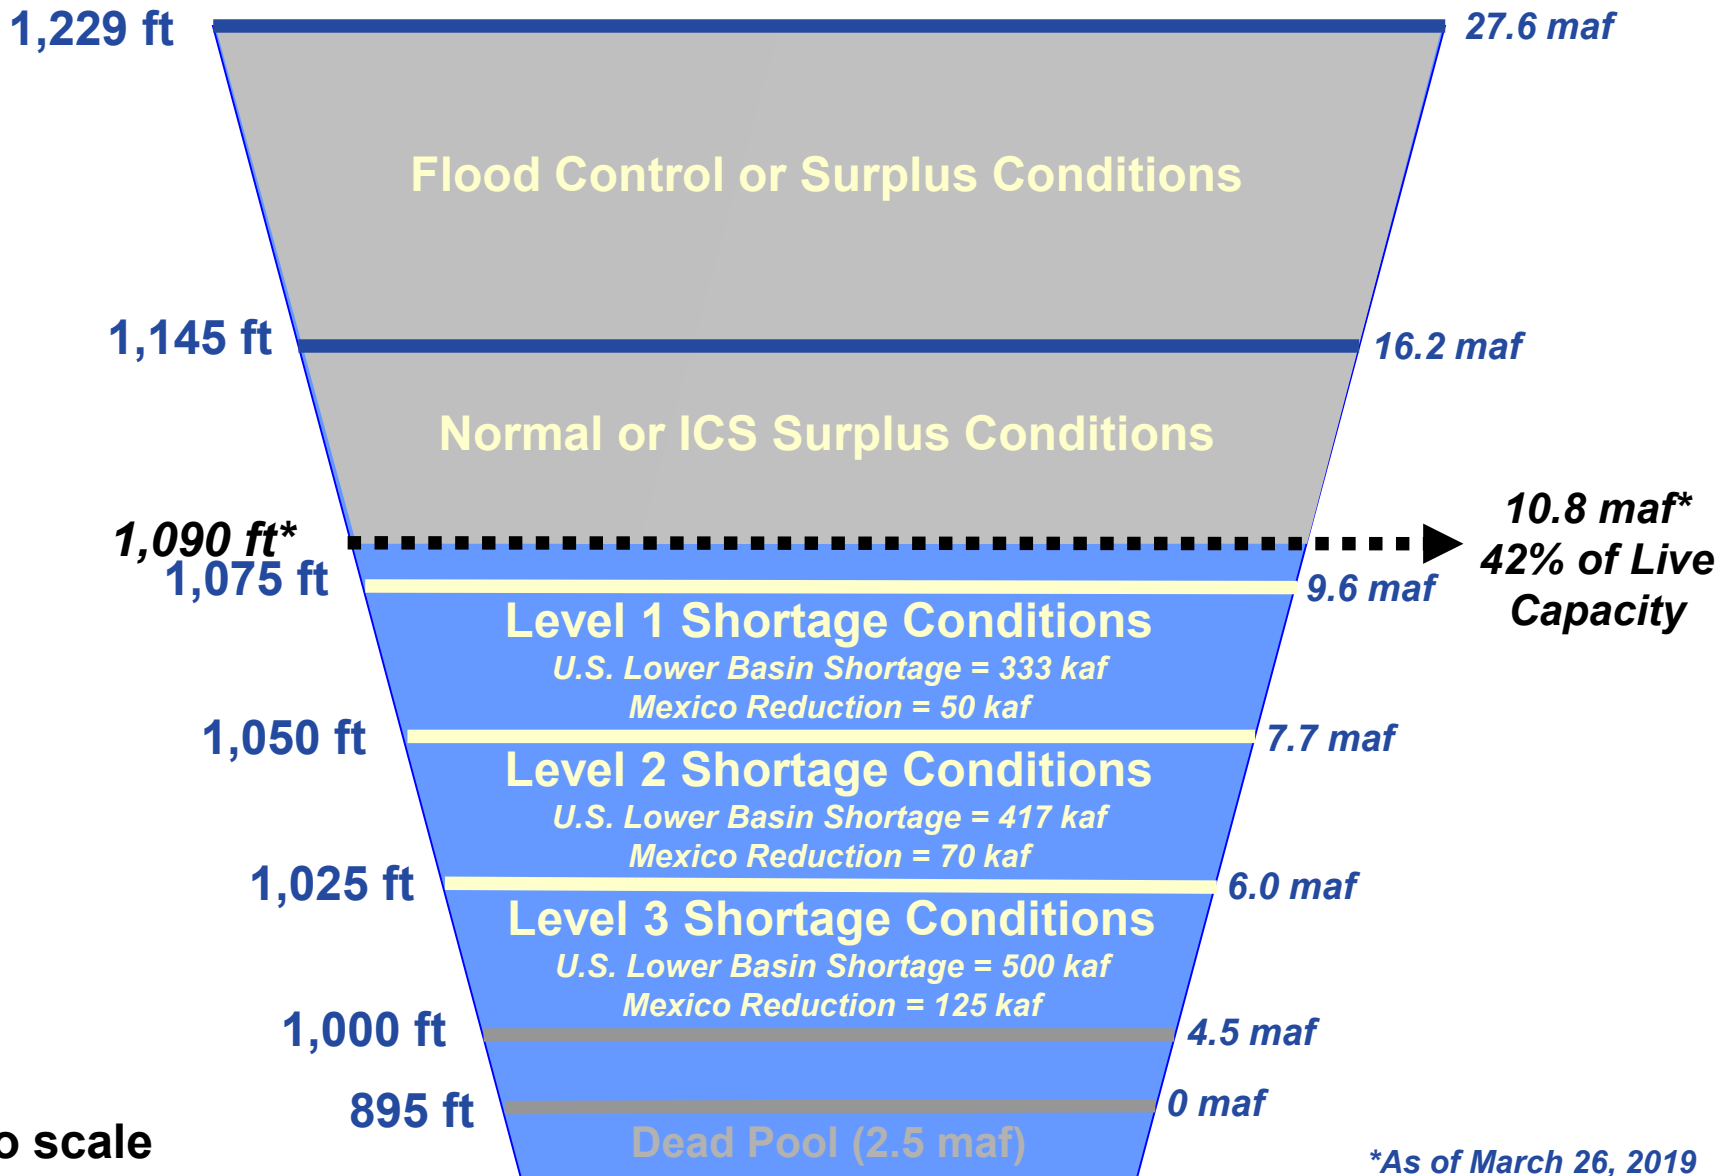 1,229 ft
27.6 maf
Flood Control or Surplus Conditions
1,145 ft
16.2 maf
Normal or ICS Surplus Conditions
1,090 ft*
10.8 maf*
42% of Live
Capacity
1,075 ft
9.6 maf
Level 1 Shortage Conditions
U.S. Lower Basin Shortage = 333 kaf
Mexico Reduction = 50 kaf
1,050 ft
7.7 maf
Level 2 Shortage Conditions
U.S. Lower Basin Shortage = 417 kaf
Mexico Reduction = 70 kaf
1,025 ft
6.0 maf
Level 3 Shortage Conditions
U.S. Lower Basin Shortage = 500 kaf
Mexico Reduction = 125 kaf
1,000 ft
4.5 maf
895 ft
0 maf
Dead Pool (2.5 maf)
o scale
*As of March 26, 2019